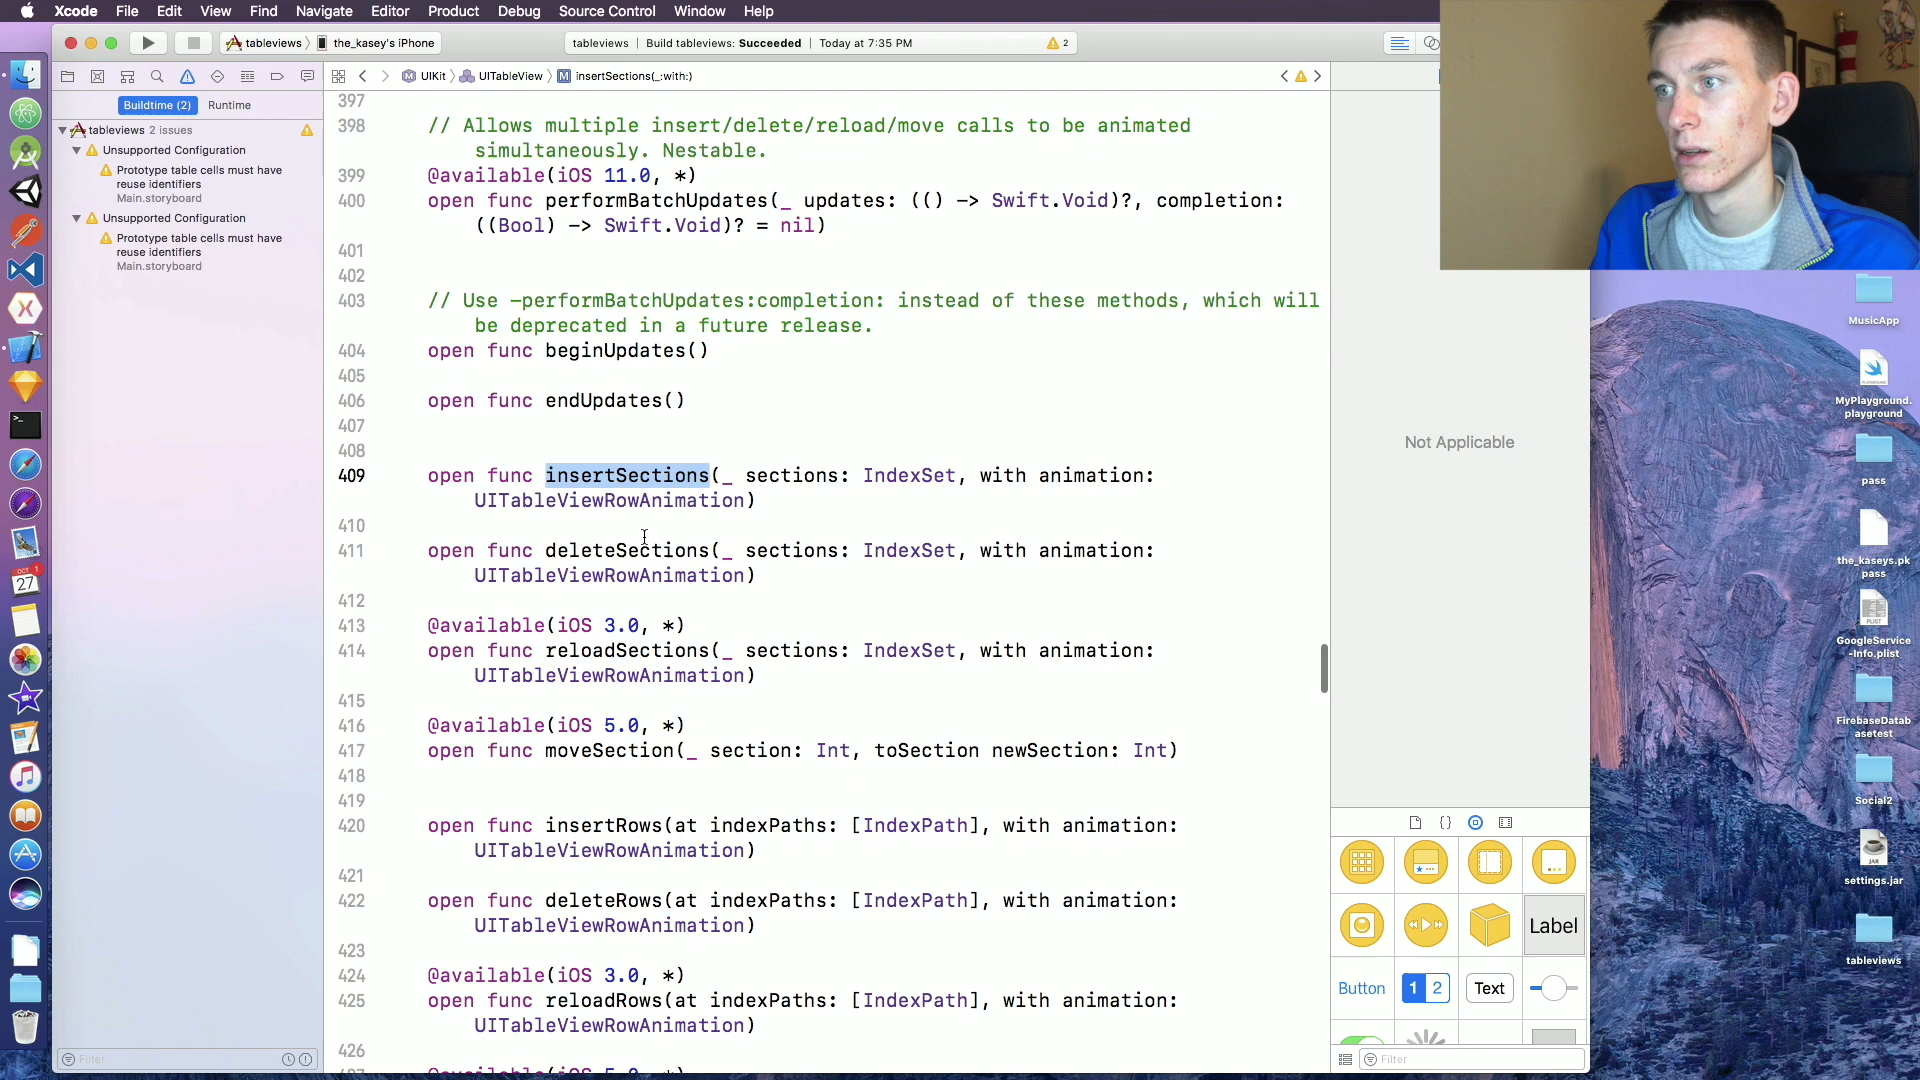 Xcode File Edit View Find Navigate Editor Product Debug Source Control Window Help
tableviews the_kasey's iPhone
tableviews | Build tableviews: Succeeded | Today at 7:35 PM
2
UIKit UITableView M insertSections(_:with:)
Buildtime (2) Runtime
tableviews 2 issues
Unsupported Configuration
Prototype table cells must have
reuse identifiers
Main.storyboard
Unsupported Configuration
Prototype table cells must have
reuse identifiers
Main.storyboard
Filter
397
398 // Allows multiple insert/delete/reload/move calls to be animated
simultaneously. Nestable.
399 @available(iOS 11.0, *)
400 open func performBatchUpdates(_ updates: (() -> Swift.Void)?, completion:
((Bool) -> Swift.Void)? = nil)
401
402
403 // Use -performBatchUpdates:completion: instead of these methods, which will
be deprecated in a future release.
404 open func beginUpdates()
405
406 open func endUpdates()
407
408
409 open func insertSections(_ sections: IndexSet, with animation:
UITableViewRowAnimation)
410
411 open func deleteSections(_ sections: IndexSet, with animation:
UITableViewRowAnimation)
412
413 @available(iOS 3.0, *)
414 open func reloadSections(_ sections: IndexSet, with animation:
UITableViewRowAnimation)
415
416 @available(iOS 5.0, *)
417 open func moveSection(_ section: Int, toSection newSection: Int)
418
419
420 open func insertRows(at indexPaths: [IndexPath], with animation:
UITableViewRowAnimation)
421
422 open func deleteRows(at indexPaths: [IndexPath], with animation:
UITableViewRowAnimation)
423
424 @available(iOS 3.0, *)
425 open func reloadRows(at indexPaths: [IndexPath], with animation:
UITableViewRowAnimation)
426
Not Applicable
{}
Label
Button
1 2
Text
Filter
MusicApp
PLAYGROUND
MyPlayground.
playground
pass
the_kaseys.pk
pass
PLIST
GoogleService
-Info.plist
FirebaseDatab
asetest
Social2
JAR
settings.jar
tableviews
OCT
27
1